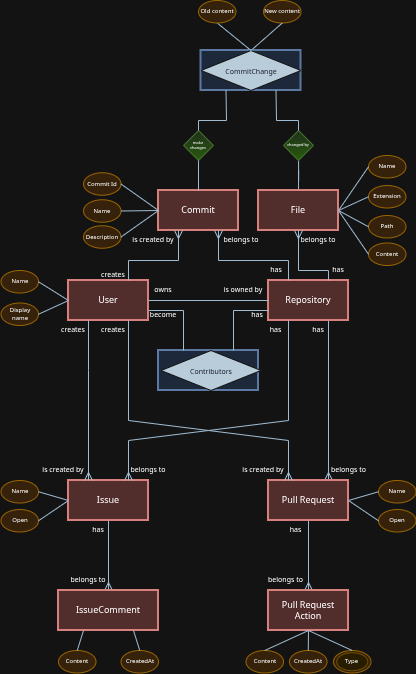 Old content
New content
CommitChange
make
changes
changed by
Commit Id
Name
Description
Commit
File
Name
Extension
Path
Content
is created by
belongs to
belongs to
creates
has
has
Name
Display
name
User
owns
is owned by
Repository
become
has
creates
creates
has
has
Contributors
is created by
belongs to
is created by
belongs to
Name
Open
Issue
Pull Request
Name
Open
has
has
belongs to
belongs to
IssueComment
Pull Request
Action
Content
CreatedAt
Content
CreatedAt
Type